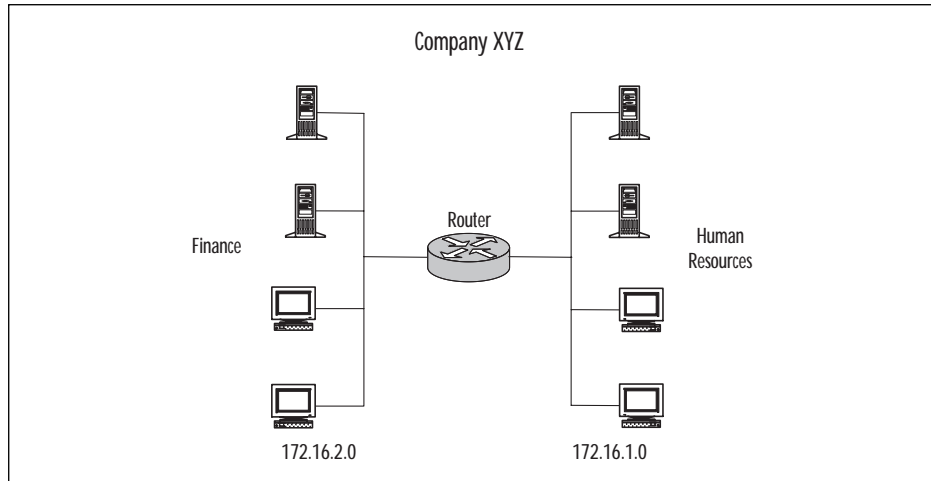 Company XYZ
Router
Finance
Human
Resources
172.16.2.0
172.16.1.0